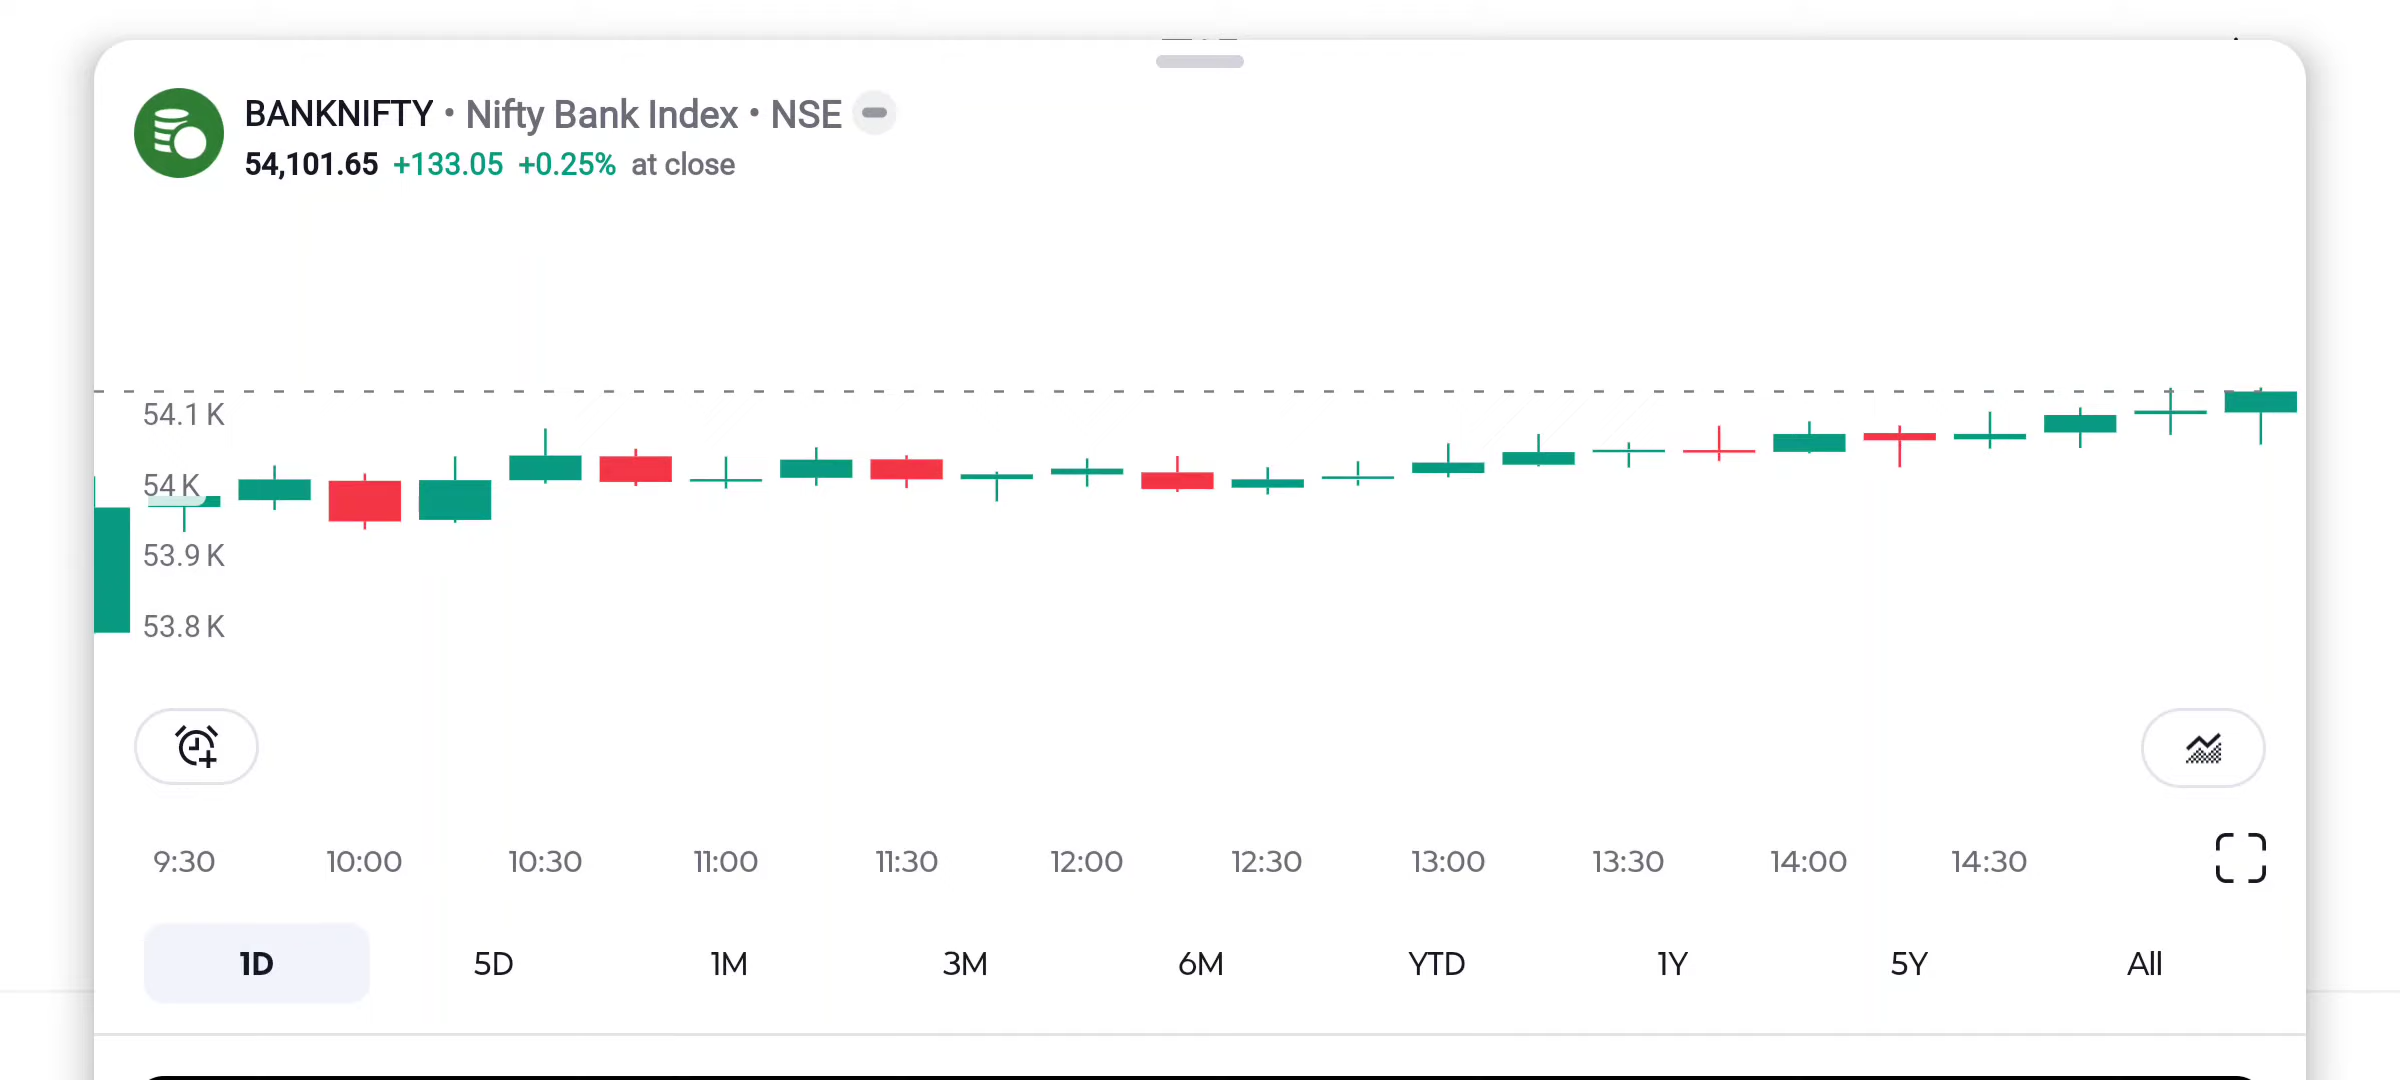 BANKNIFTY • Nifty Bank Index • NSE
54,101.65 +133.05 +0.25% at close
54.1 K
54 K
53.9 K
53.8 K
9:30 10:00 10:30 11:00 11:30 12:00 12:30 13:00 13:30 14:00 14:30
1D 5D 1M 3M 6M YTD 1Y 5Y All